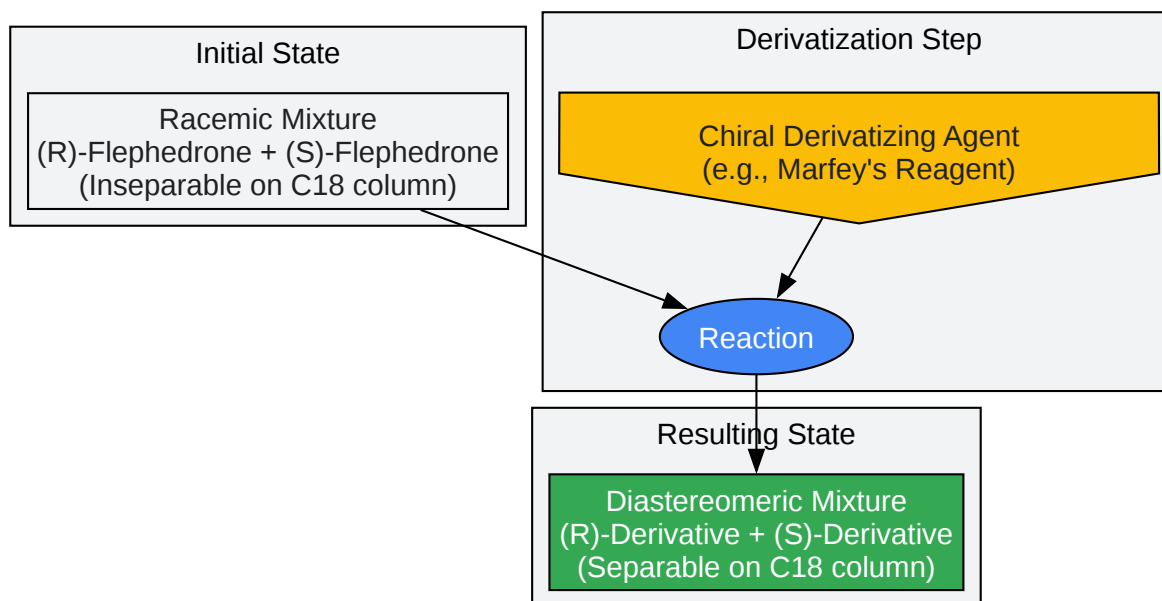 Initial State
Racemic Mixture
(R)-Flephedrone + (S)-Flephedrone
(Inseparable on C18 column)
Derivatization Step
Chiral Derivatizing Agent
(e.g., Marfey's Reagent)
Reaction
Resulting State
Diastereomeric Mixture
(R)-Derivative + (S)-Derivative
(Separable on C18 column)